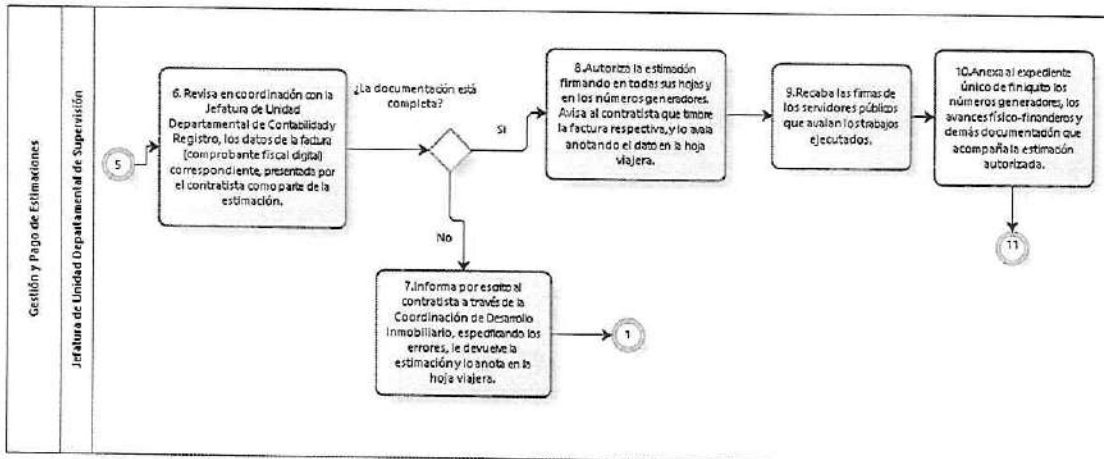 Gestión y Pago de Estimaciones
Jefatura de Unidad Departamental de Supervisión
5
6. Revisa en coordinación con la
Jefatura de Unidad
Departamental de Contabilidad y
Registro, los datos de la factura
(comprobante fiscal digital)
correspondiente, presentada por
el contratista como parte de la
estimación.
¿La documentación está
completa?
Si
No
7.Informa por escrito al
contratista a través de la
Coordinación de Desarrollo
Inmobiliario, especificando los
errores, le devuelve la
estimación y lo anota en la
hoja viajera.
1
8.Autoriza la estimación
firmando en todas sus hojas y
en los números generadores.
Avisa al contratista que timbre
la factura respectiva, y lo avala
anotando el dato en la hoja
viajera.
9.Recaba las firmas de
los servidores públicos
que avalan los trabajos
ejecutados.
10.Anexa al expediente
único de finiquito los
números generadores, los
avances físico-financieros y
demás documentación que
acompaña la estimación
autorizada.
11